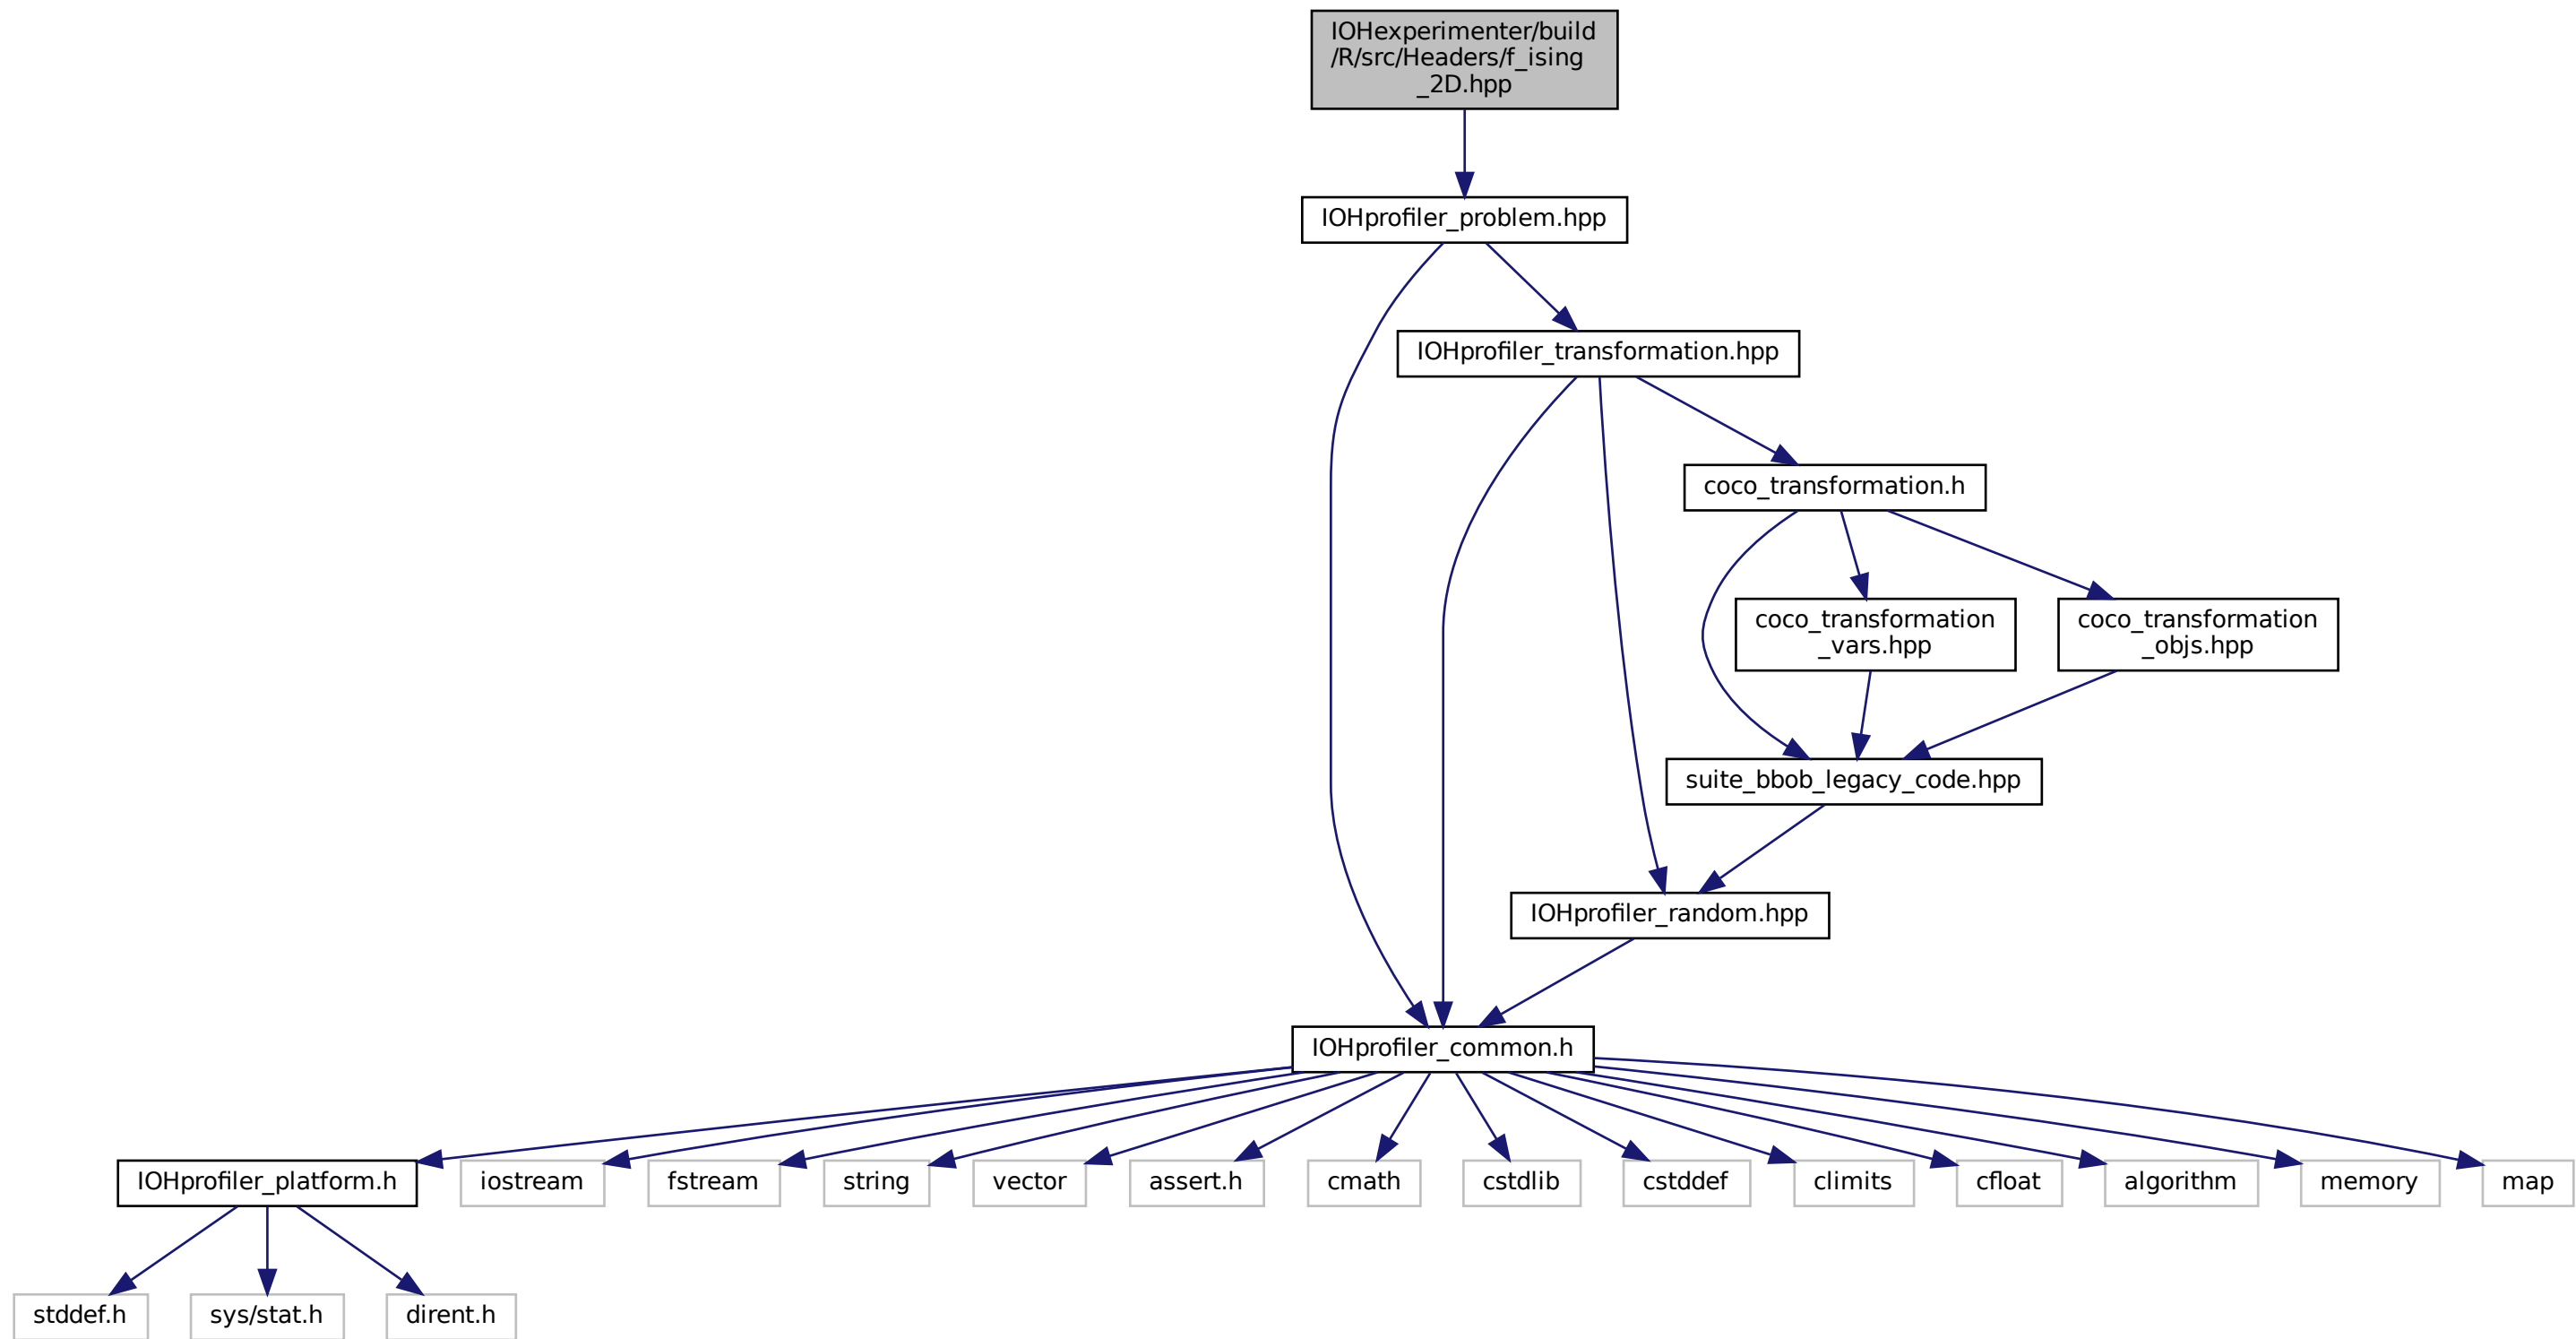 IOHexperimenter/build
/R/src/Headers/f_ising
_2D.hpp
IOHprofiler_problem.hpp
IOHprofiler_transformation.hpp
coco_transformation.h
coco_transformation
_vars.hpp
coco_transformation
_objs.hpp
suite_bbob_legacy_code.hpp
IOHprofiler_random.hpp
IOHprofiler_common.h
IOHprofiler_platform.h
iostream
fstream
string
vector
assert.h
cmath
cstdlib
cstddef
climits
cfloat
algorithm
memory
map
stddef.h
sys/stat.h
dirent.h